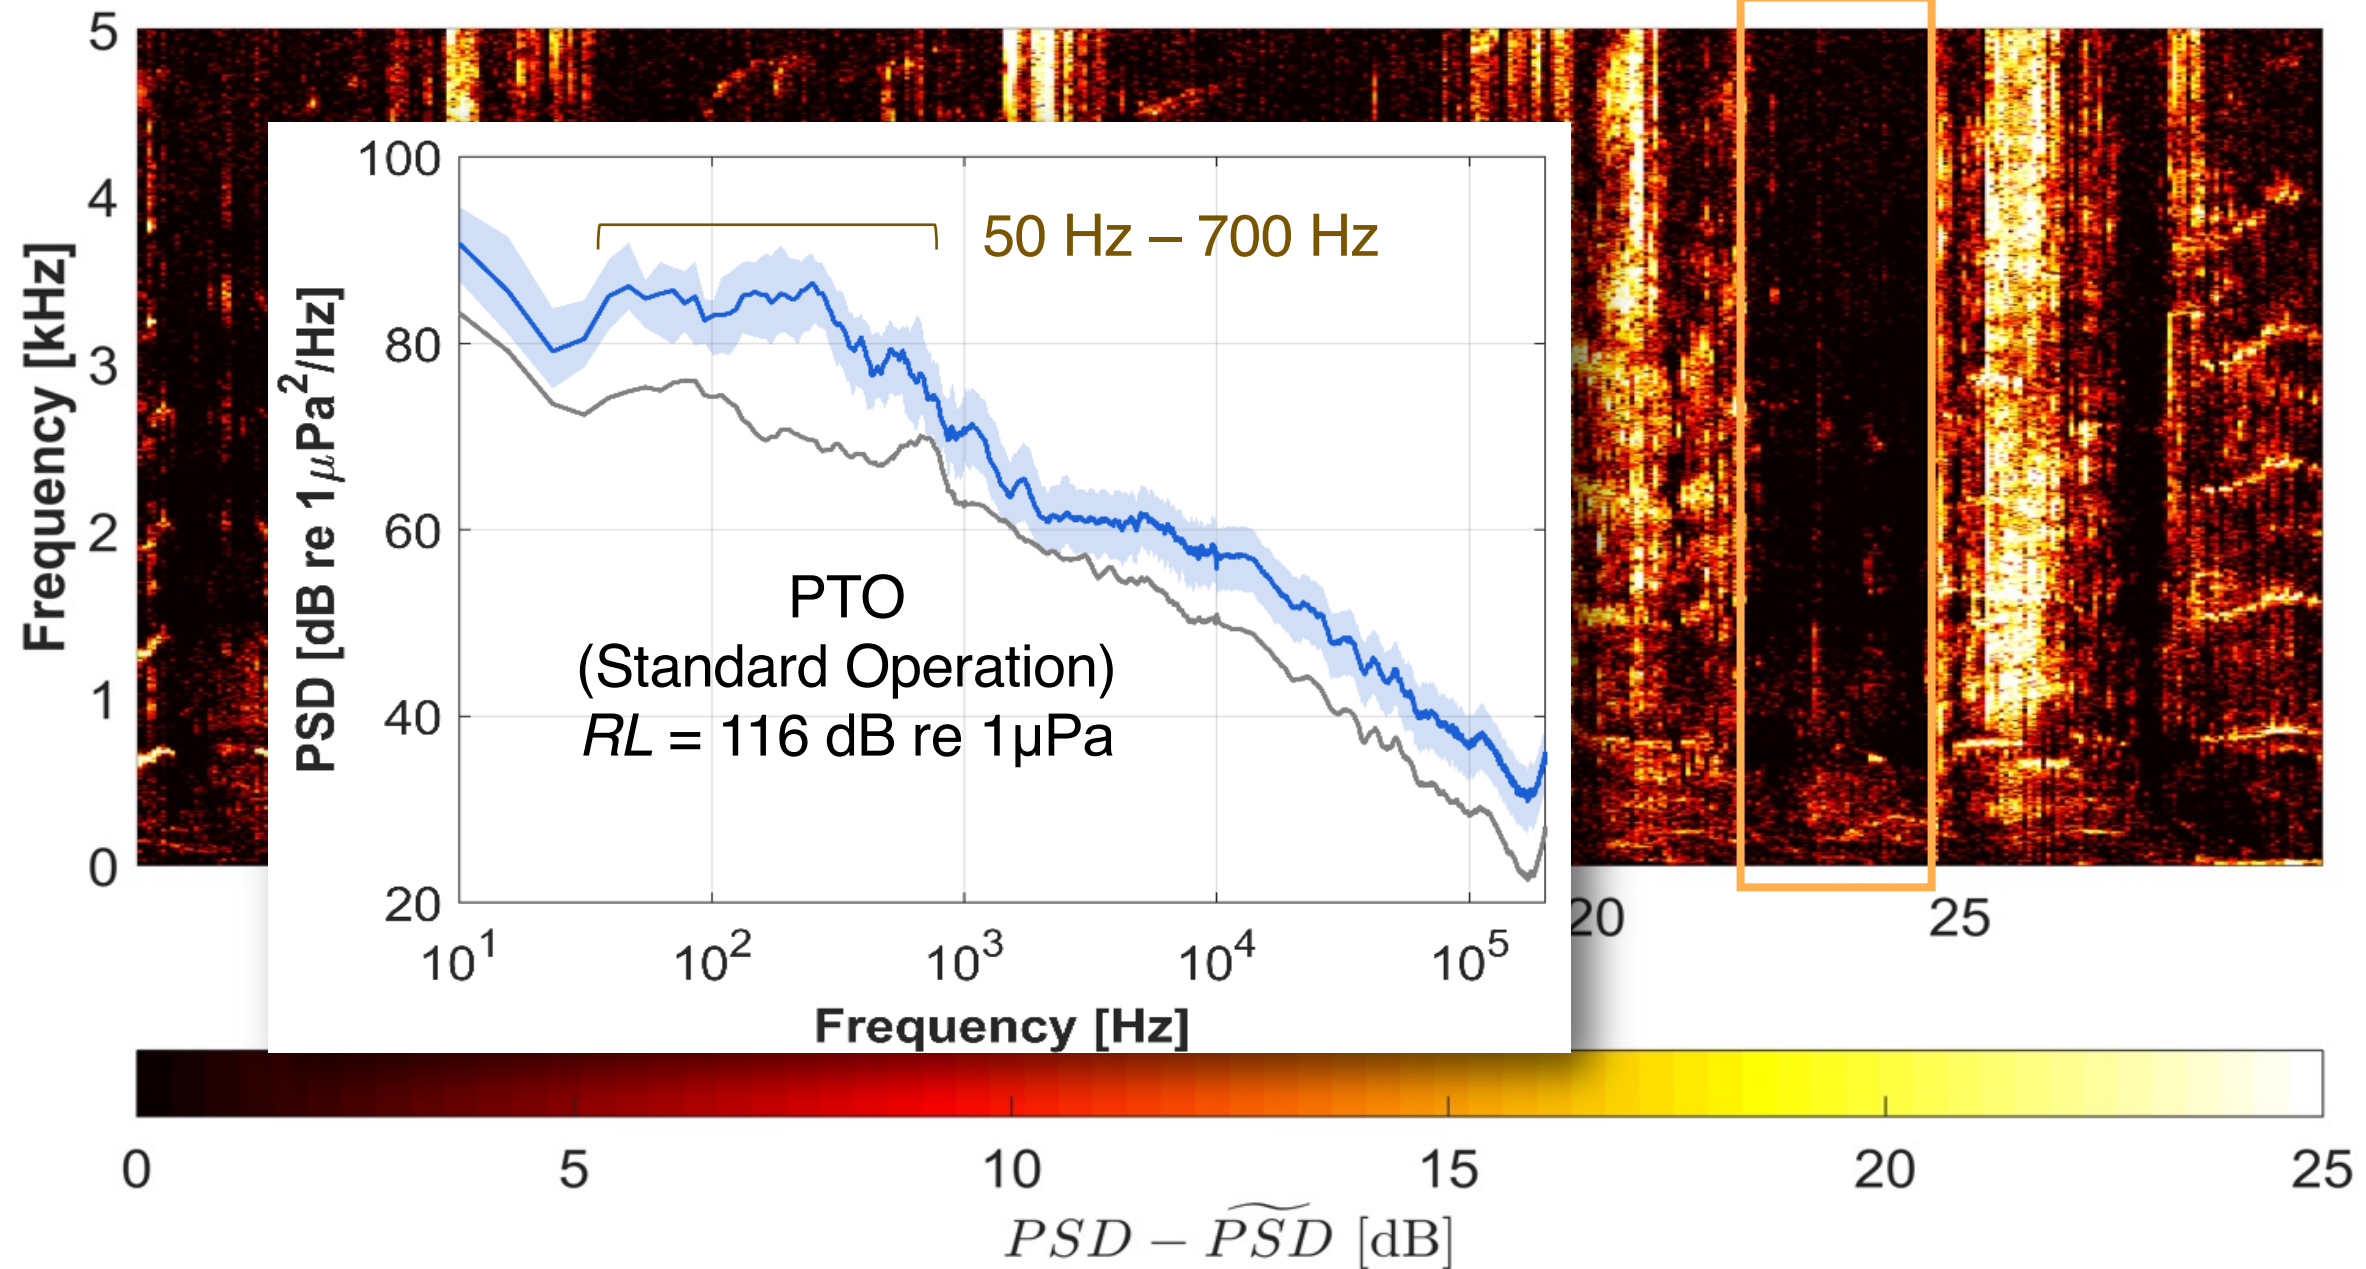 5
4
3
2
1
0
Frequency [kHz]
100
80
60
40
20
PSD [dB re 1μPa²/Hz]
50 Hz – 700 Hz
PTO
(Standard Operation)
RL = 116 dB re 1µPa
10¹ 10² 10³ 10⁴ 10⁵
Frequency [Hz]
20 25
0 5 10 15 20 25
PSD − P͠S͠D͠ [dB]